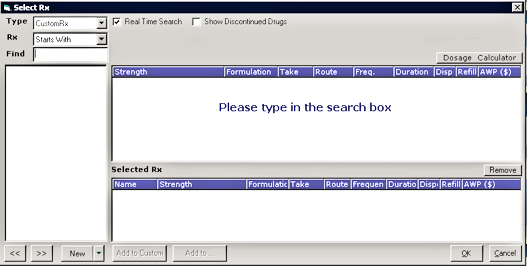 Select Rx
Type CustomRx Real Time Search Show Discontinued Drugs
Rx Starts With
Find
Dosage Calculator
Strength Formulation Take Route Freq. Duration Disp Refill AWP ($)
Please type in the search box
Selected Rx Remove
Name Strength Formulatic Take Route Frequen Duratio Disp Refill AWP ($)
<< >> New Add to Custom Add to ... OK Cancel